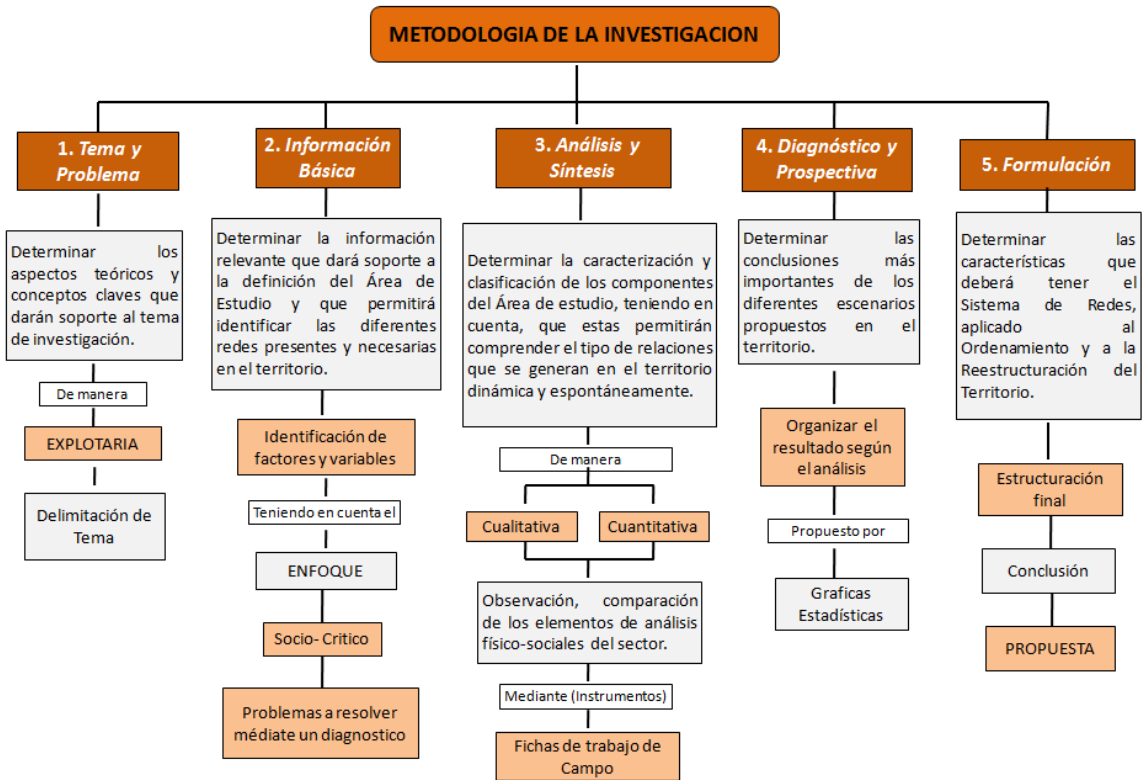 METODOLOGIA DE LA INVESTIGACION
1. Tema y
Problema
Determinar los
aspectos teóricos y
conceptos claves que
darán soporte al tema
de investigación.
De manera
EXPLOTARIA
Delimitación de
Tema
2. Información
Básica
Determinar la información
relevante que dará soporte a
la definición del Área de
Estudio y que permitirá
identificar las diferentes
redes presentes y necesarias
en el territorio.
Identificación de
factores y variables
Teniendo en cuenta el
ENFOQUE
Socio- Critico
Problemas a resolver
médiate un diagnostico
3. Análisis y
Síntesis
Determinar la caracterización y
clasificación de los componentes
del Área de estudio, teniendo en
cuenta, que estas permitirán
comprender el tipo de relaciones
que se generan en el territorio
dinámica y espontáneamente.
De manera
Cualitativa
Cuantitativa
Observación, comparación
de los elementos de análisis
físico-sociales del sector.
Mediante (Instrumentos)
Fichas de trabajo de
Campo
4. Diagnóstico y
Prospectiva
Determinar las
conclusiones más
importantes de los
diferentes escenarios
propuestos en el
territorio.
Organizar el
resultado según
el análisis
Propuesto por
Graficas
Estadísticas
5. Formulación
Determinar las
características que
deberá tener el
Sistema de Redes,
aplicado al
Ordenamiento y a la
Reestructuración del
Territorio.
Estructuración
final
Conclusión
PROPUESTA